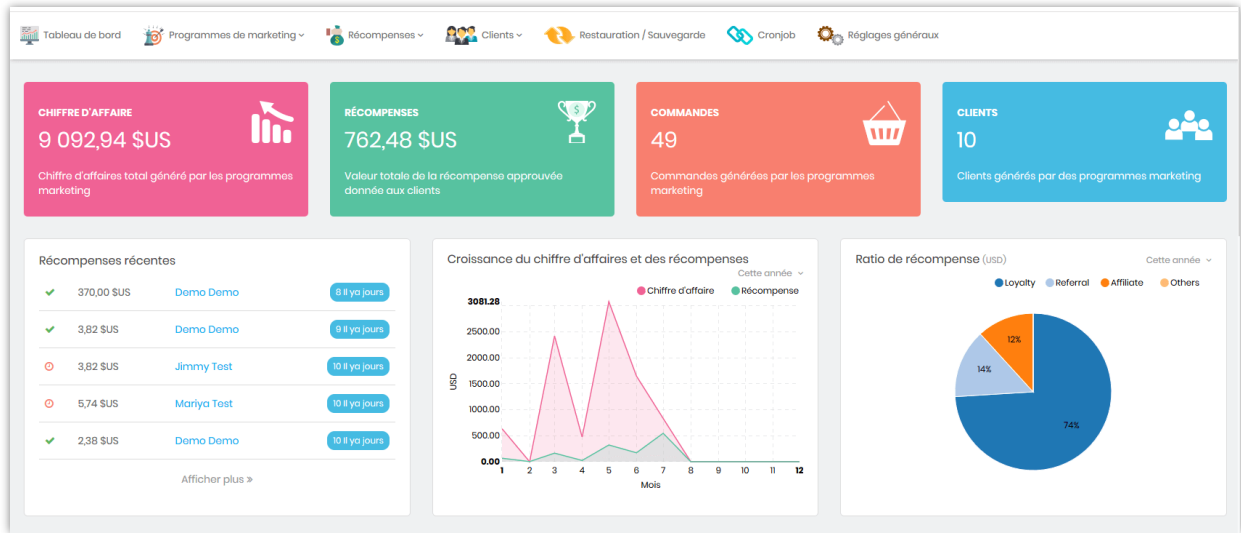 Tableau de bord
Programmes de marketing
Récompenses
Clients
Restauration / Sauvegarde
Cronjob
Réglages généraux
CHIFFRE D'AFFAIRE
9 092,94 $US
Chiffre d'affaires total généré par les programmes
marketing
RÉCOMPENSES
762,48 $US
Valeur totale de la récompense approuvée
donnée aux clients
COMMANDES
49
Commandes générées par les programmes
marketing
CLIENTS
10
Clients générés par des programmes marketing
Récompenses récentes
370,00 $US Demo Demo 8 Il ya jours
3,82 $US Demo Demo 9 Il ya jours
3,82 $US Jimmy Test 10 Il ya jours
5,74 $US Mariya Test 10 Il ya jours
2,38 $US Demo Demo 10 Il ya jours
Afficher plus »
Croissance du chiffre d'affaires et des récompenses
Cette année
Chiffre d'affaire Récompense
3081.28
2500.00
2000.00
1500.00
1000.00
500.00
0.00
USD
1 2 3 4 5 6 7 8 9 10 11 12
Mois
Ratio de récompense (USD)
Cette année
Loyalty Referral Affiliate Others
12%
14%
74%